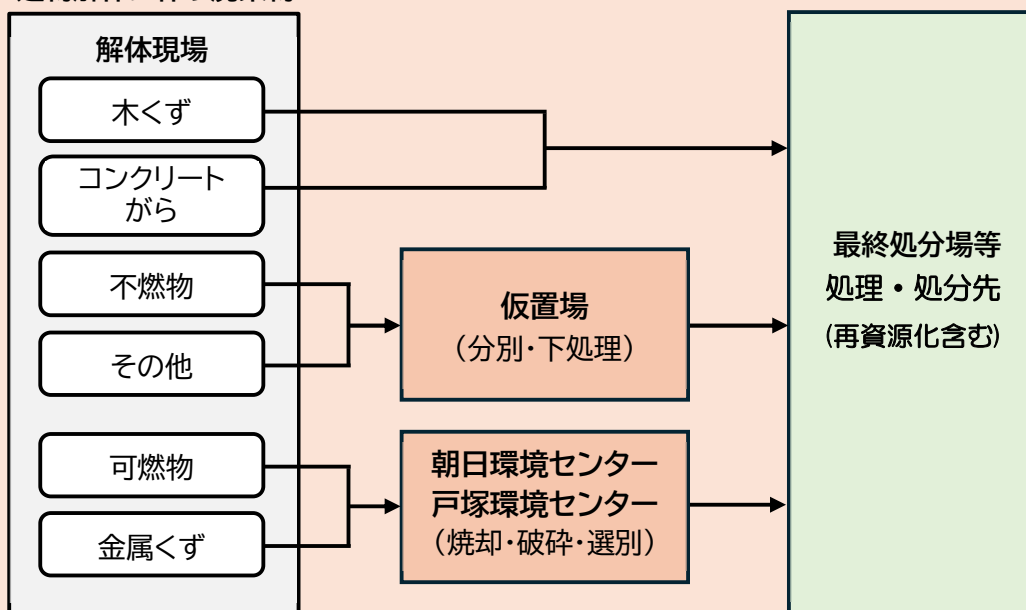 解体現場
木くず
コンクリート
がら
不燃物
その他
可燃物
金属くず
仮置場
（分別・下処理）
朝日環境センター
戸塚環境センター
（焼却・破砕・選別）
最終処分場等
処理・処分先
(再資源化含む)